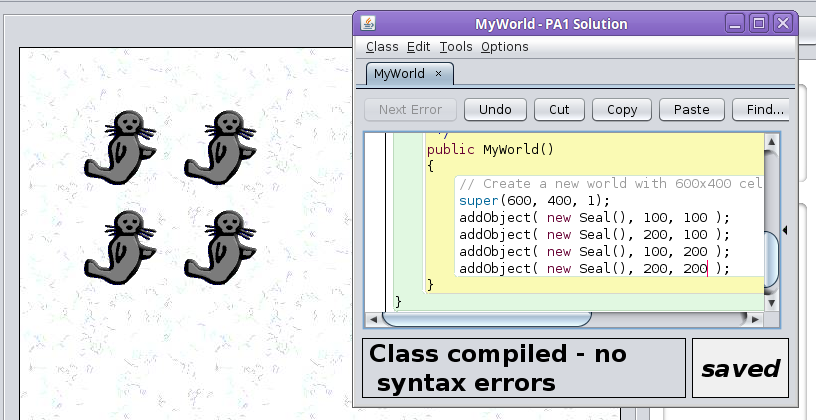 MyWorld - PA1 Solution
Class Edit Tools Options
MyWorld ×
Next Error Undo Cut Copy Paste Find...
public MyWorld()
{
// Create a new world with 600x400 cel
super(600, 400, 1);
addObject( new Seal(), 100, 100 );
addObject( new Seal(), 200, 100 );
addObject( new Seal(), 100, 200 );
addObject( new Seal(), 200, 200 );
}
}
Class compiled - no
syntax errors
saved